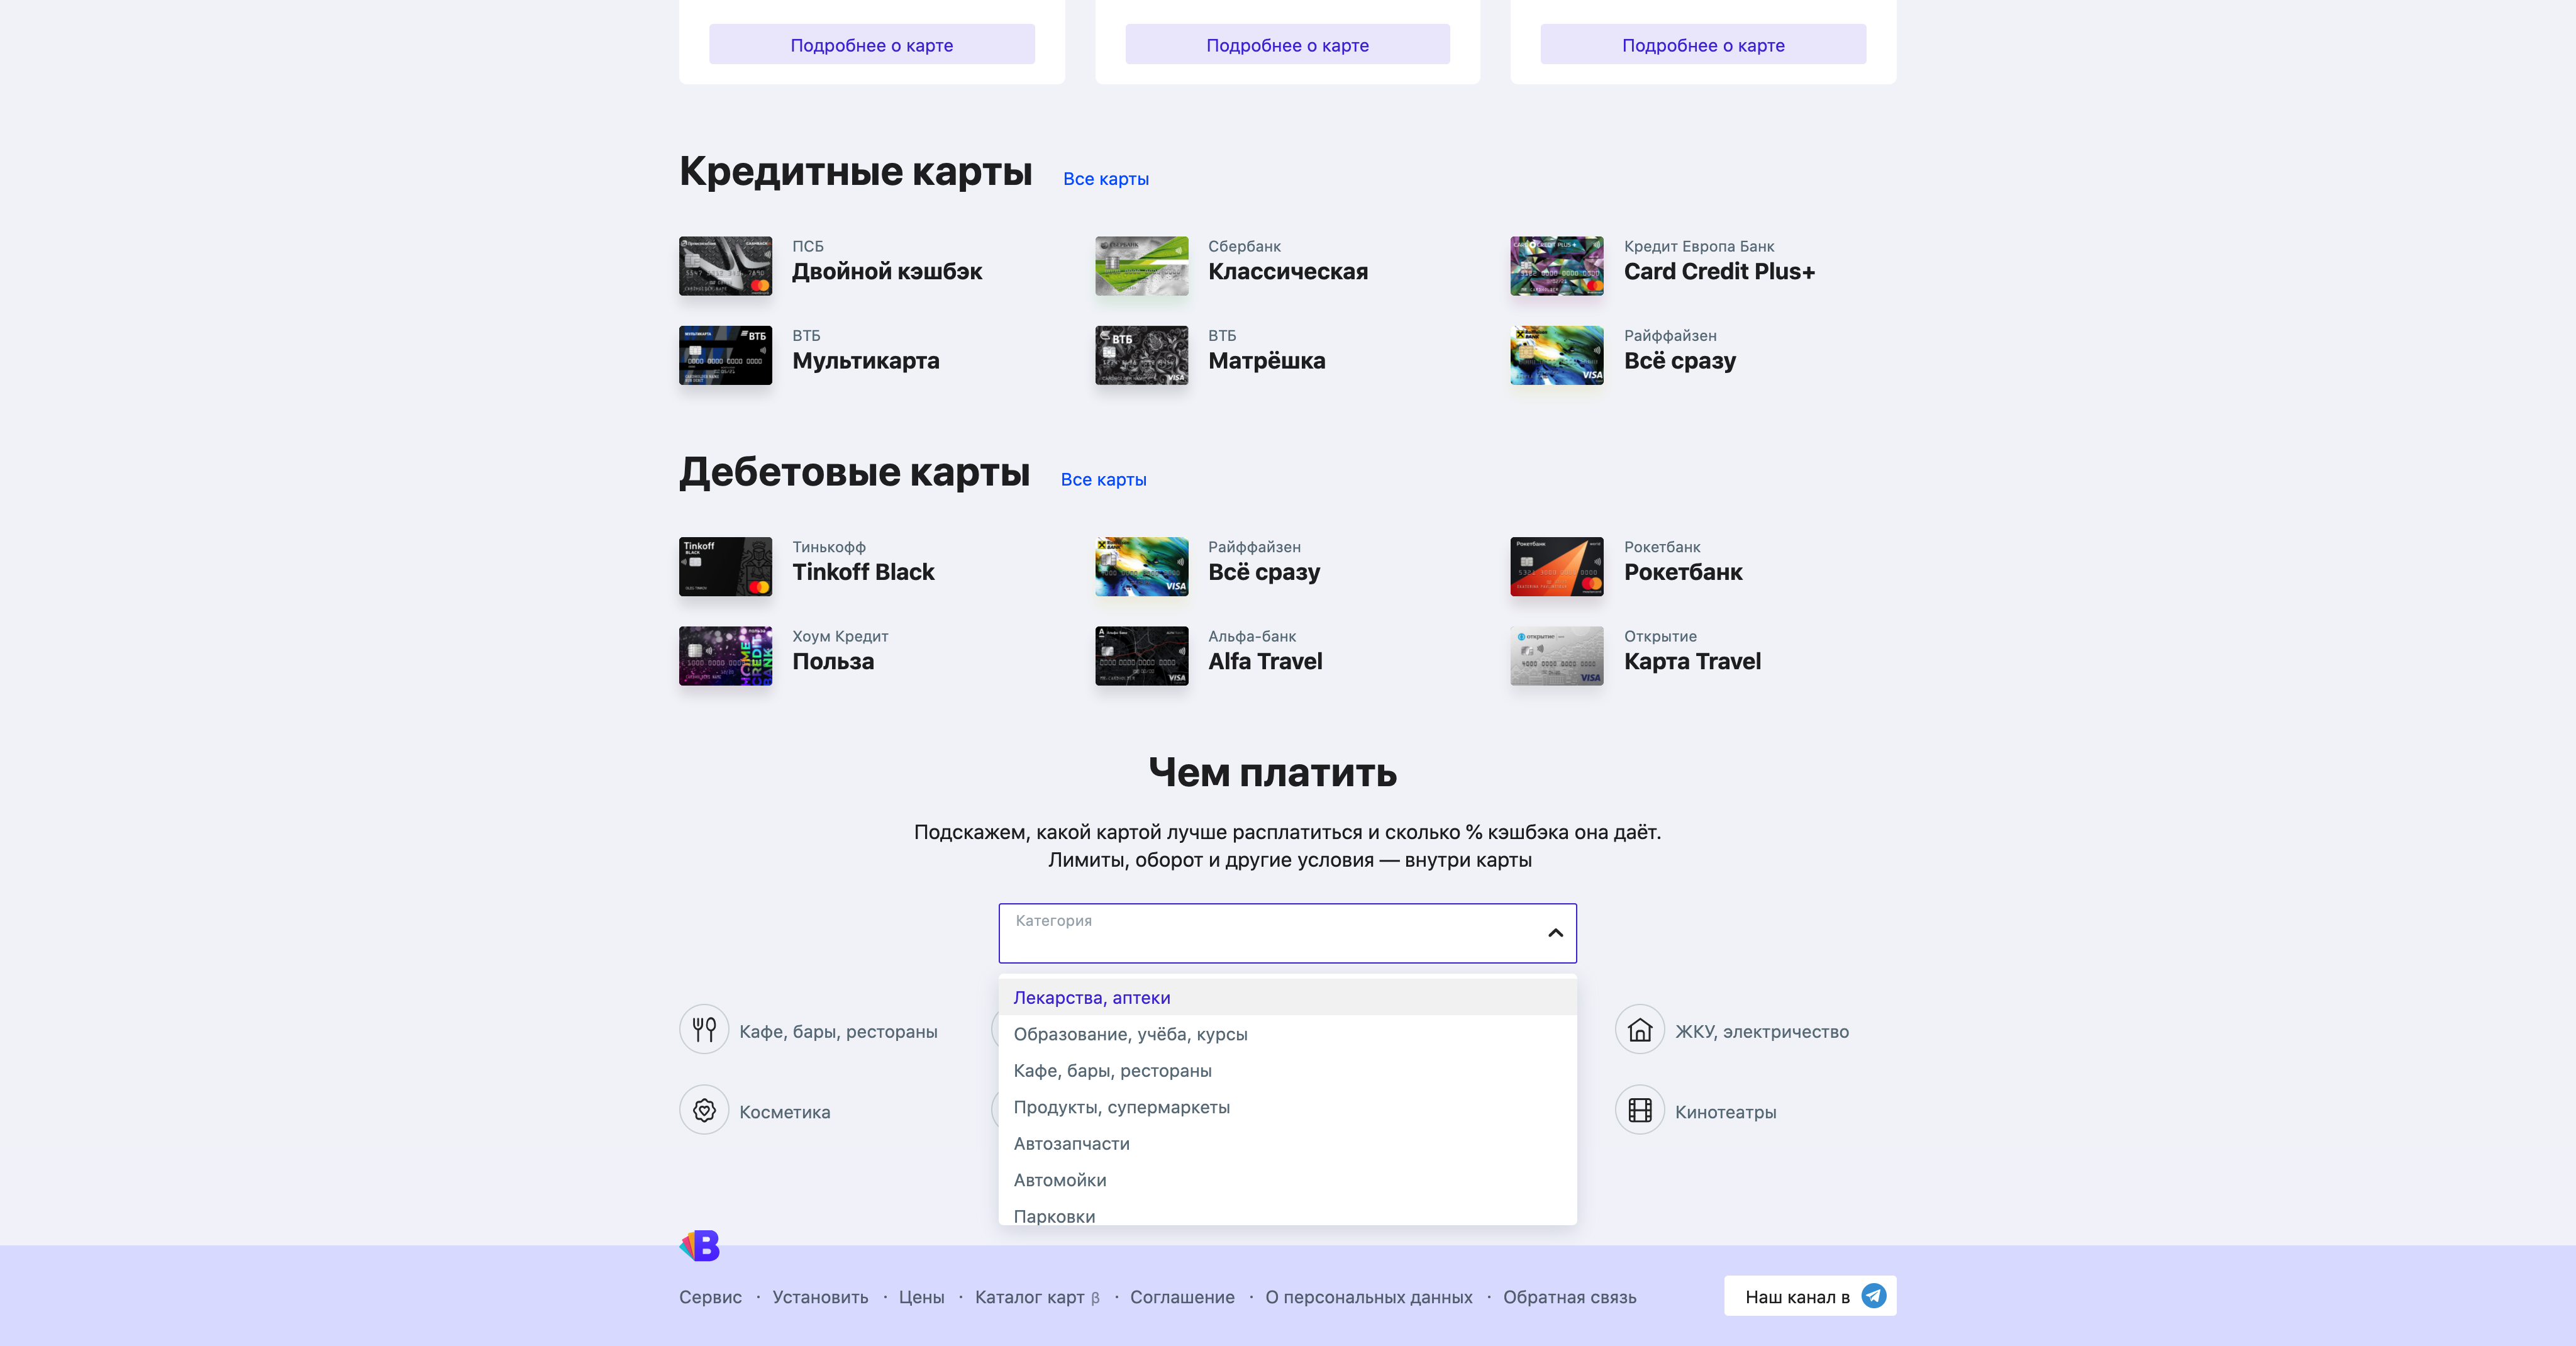 Подробнее о карте
Подробнее о карте
Подробнее о карте
Кредитные карты
Все карты
ПСБ
Двойной кэшбэк
Сбербанк
Классическая
Кредит Европа Банк
Card Credit Plus+
ВТБ
Мультикарта
ВТБ
Матрёшка
Райффайзен
Всё сразу
Дебетовые карты
Все карты
Тинькофф
Tinkoff Black
Райффайзен
Всё сразу
Рокетбанк
Рокетбанк
Хоум Кредит
Польза
Альфа-банк
Alfa Travel
Открытие
Карта Travel
Чем платить
Подскажем, какой картой лучше расплатиться и сколько % кэшбэка она даёт.
Лимиты, оборот и другие условия — внутри карты
Категория
Лекарства, аптеки
Образование, учёба, курсы
Кафе, бары, рестораны
Продукты, супермаркеты
Автозапчасти
Автомойки
Парковки
Кафе, бары, рестораны
ЖКУ, электричество
Косметика
Кинотеатры
B
Сервис · Установить · Цены · Каталог карт β · Соглашение · О персональных данных · Обратная связь
Наш канал в